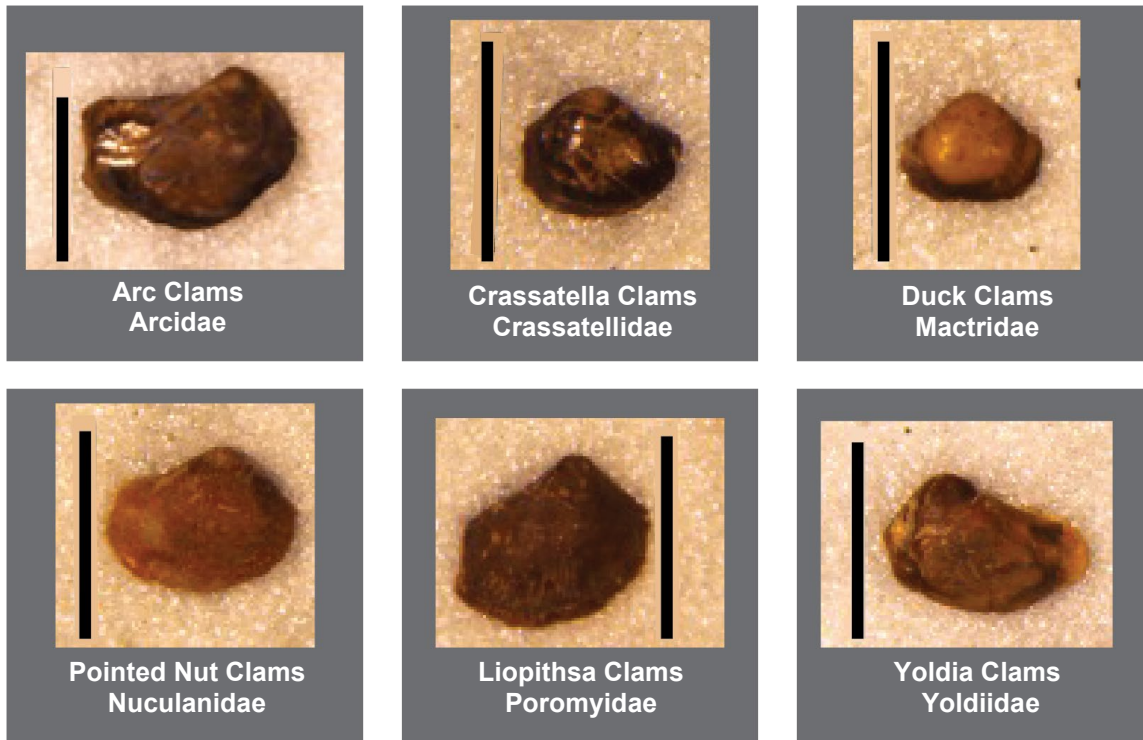 Arc Clams
Arcidae
Crassatella Clams
Crassatellidae
Duck Clams
Mactridae
Pointed Nut Clams
Nuculanidae
Liopithsa Clams
Poromyidae
Yoldia Clams
Yoldiidae